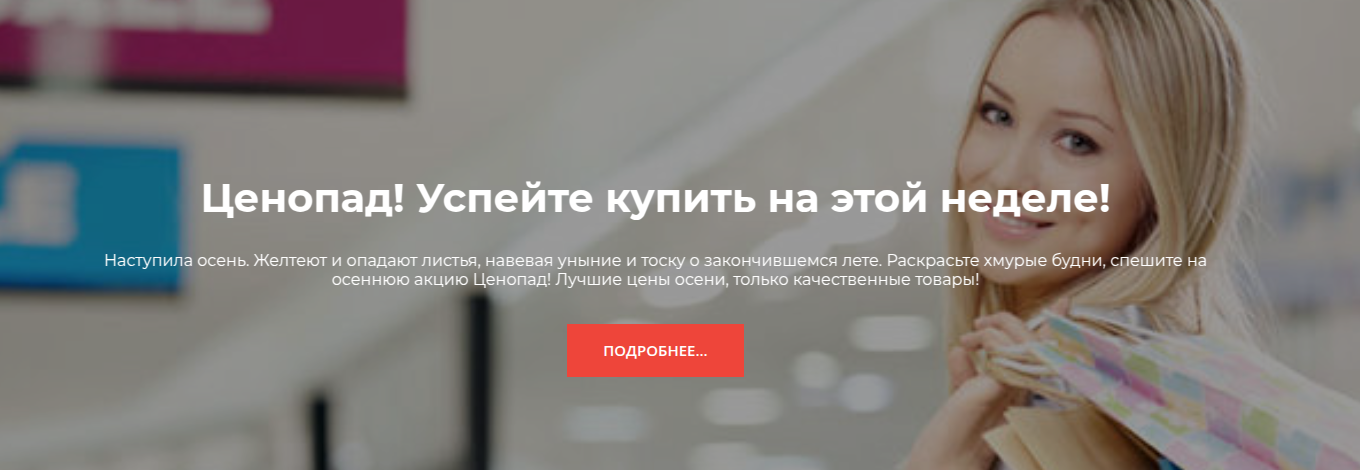 Ценопад! Успейте купить на этой неделе!
Наступила осень. Желтеют и опадают листья, навевая уныние и тоску о закончившемся лете. Раскрасьте хмурые будни, спешите на
осеннюю акцию Ценопад! Лучшие цены осени, только качественные товары!
ПОДРОБНЕЕ...